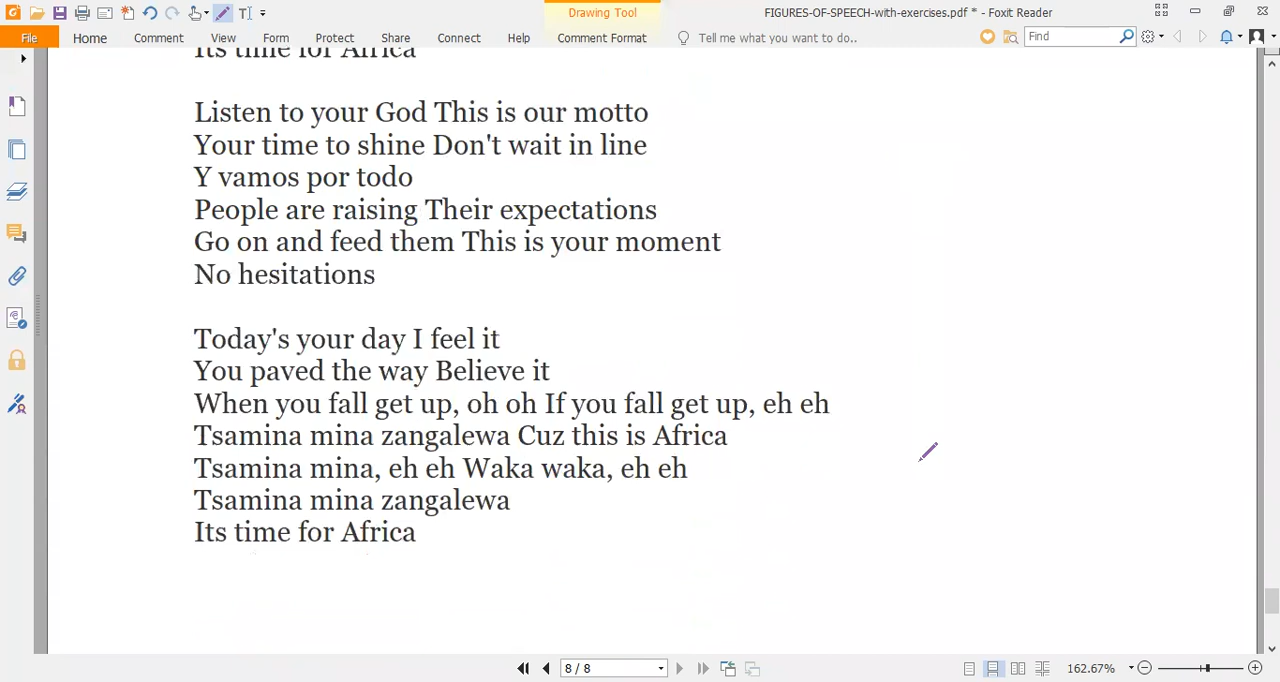 Drawing Tool
FIGURES-OF-SPEECH-with-exercises.pdf * - Foxit Reader
File Home Comment View Form Protect Share Connect Help Comment Format Tell me what you want to do.. Find
Its time for Africa
Listen to your God This is our motto
Your time to shine Don't wait in line
Y vamos por todo
People are raising Their expectations
Go on and feed them This is your moment
No hesitations
Today's your day I feel it
You paved the way Believe it
When you fall get up, oh oh If you fall get up, eh eh
Tsamina mina zangalewa Cuz this is Africa
Tsamina mina, eh eh Waka waka, eh eh
Tsamina mina zangalewa
Its time for Africa
8 / 8
162.67%